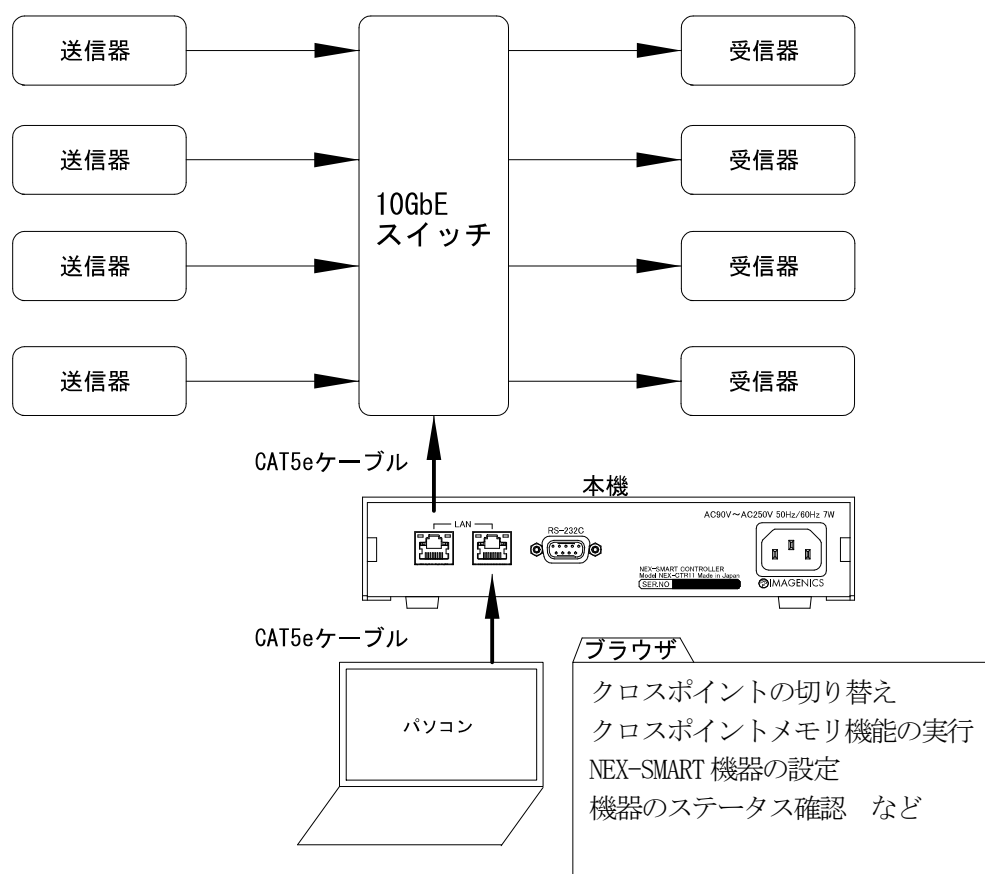 送信器
受信器
送信器
受信器
10GbE
スイッチ
送信器
受信器
送信器
受信器
CAT5eケーブル
本機
AC90V～AC250V 50Hz/60Hz 7W
LAN
RS-232C
NEX-SMART CONTROLLER
Model NEX-CTR11 Made in Japan
SER.NO
IMAGENICS
CAT5eケーブル
パソコン
ブラウザ
クロスポイントの切り替え
クロスポイントメモリ機能の実行
NEX-SMART 機器の設定
機器のステータス確認　など